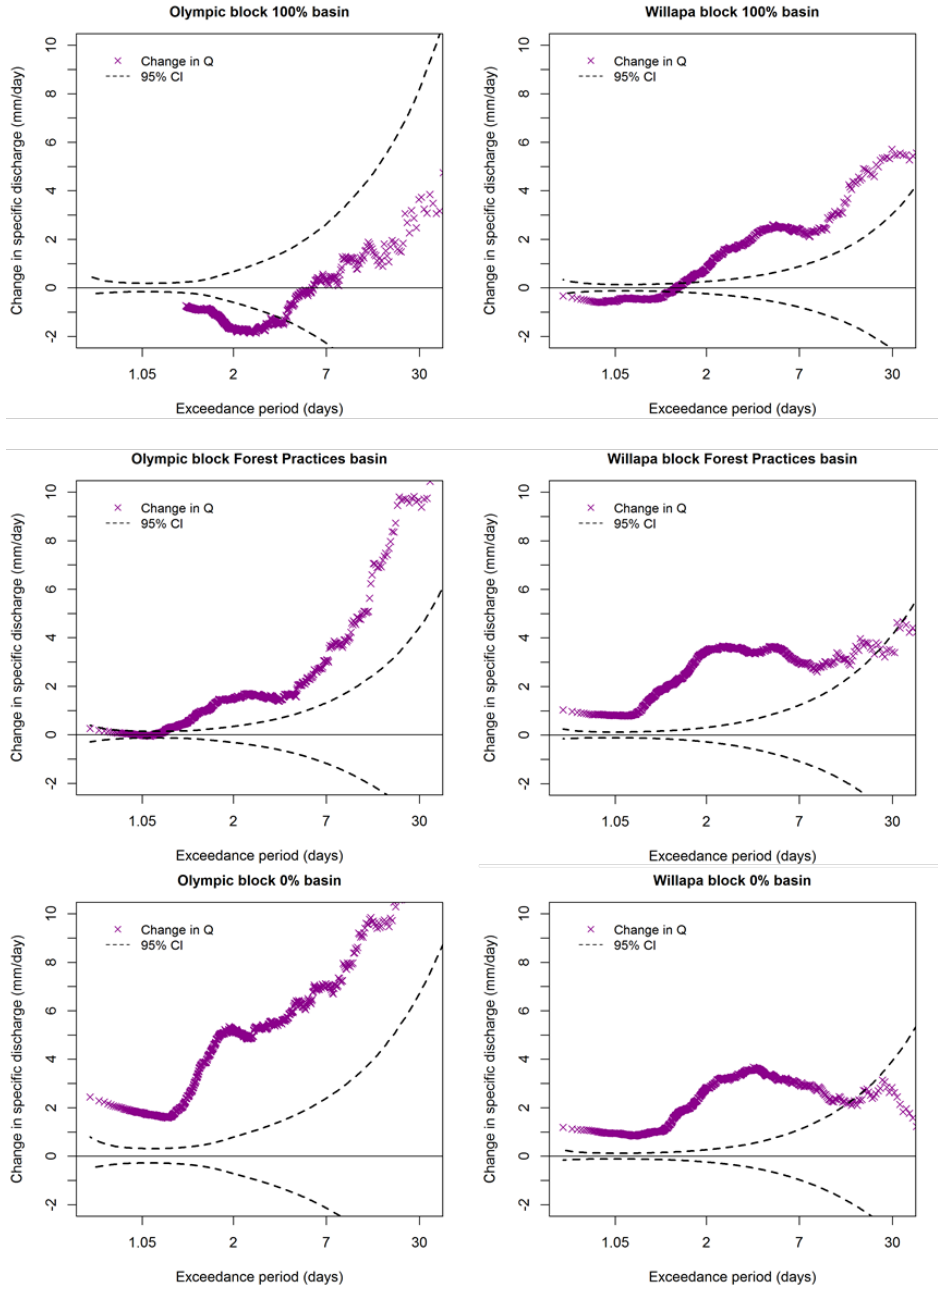 Olympic block 100% basin
Change in specific discharge (mm/day)
10
8
6
4
2
0
-2
Change in Q
95% CI
1.05
2
7
30
Exceedance period (days)
Willapa block 100% basin
Change in specific discharge (mm/day)
10
8
6
4
2
0
-2
Change in Q
95% CI
1.05
2
7
30
Exceedance period (days)
Olympic block Forest Practices basin
Change in specific discharge (mm/day)
10
8
6
4
2
0
-2
Change in Q
95% CI
1.05
2
7
30
Exceedance period (days)
Willapa block Forest Practices basin
Change in specific discharge (mm/day)
10
8
6
4
2
0
-2
Change in Q
95% CI
1.05
2
7
30
Exceedance period (days)
Olympic block 0% basin
Change in specific discharge (mm/day)
10
8
6
4
2
0
-2
Change in Q
95% CI
1.05
2
7
30
Exceedance period (days)
Willapa block 0% basin
Change in specific discharge (mm/day)
10
8
6
4
2
0
-2
Change in Q
95% CI
1.05
2
7
30
Exceedance period (days)